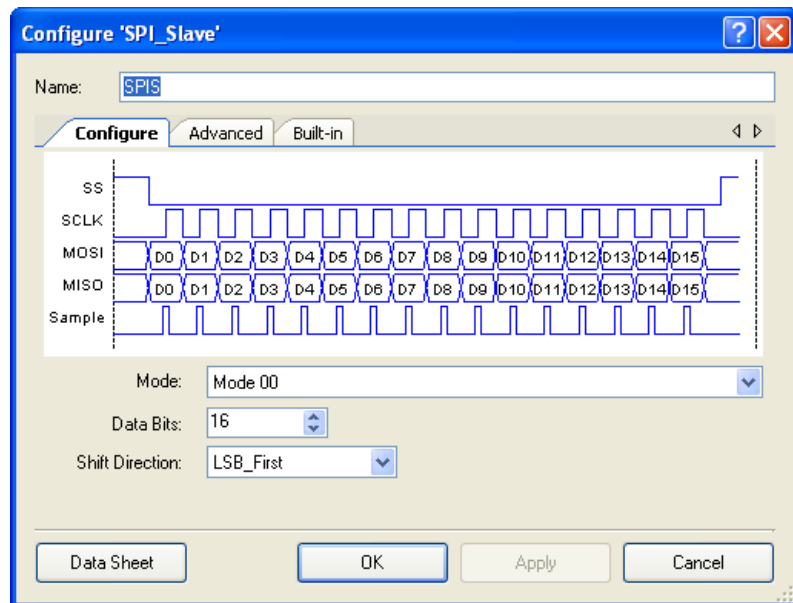 Configure 'SPI_Slave'
Name: SPIS
Configure Advanced Built-in
SS
SCLK
MOSI D0 D1 D2 D3 D4 D5 D6 D7 D8 D9 D10 D11 D12 D13 D14 D15
MISO D0 D1 D2 D3 D4 D5 D6 D7 D8 D9 D10 D11 D12 D13 D14 D15
Sample
Mode: Mode 00
Data Bits: 16
Shift Direction: LSB_First
Data Sheet OK Apply Cancel